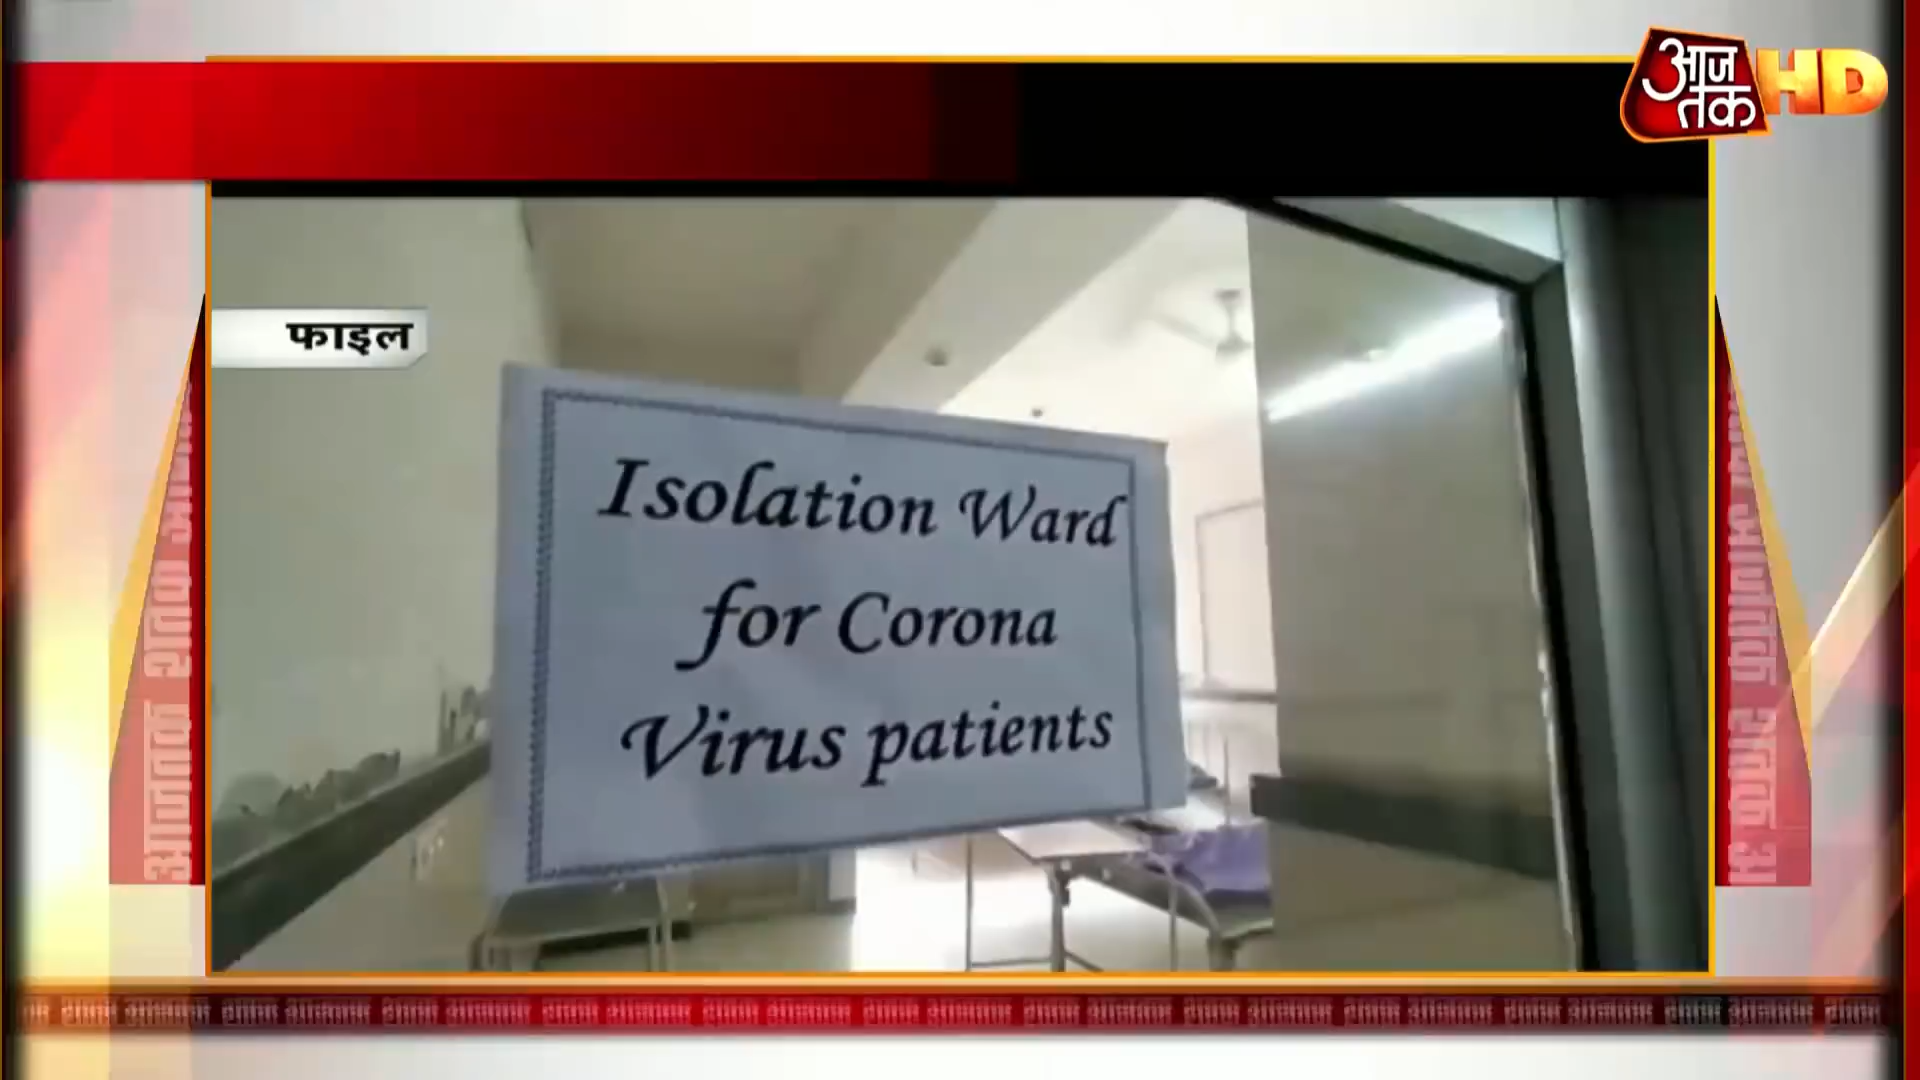 आज
तक HD
फाइल
Isolation Ward
for Corona
Virus patients